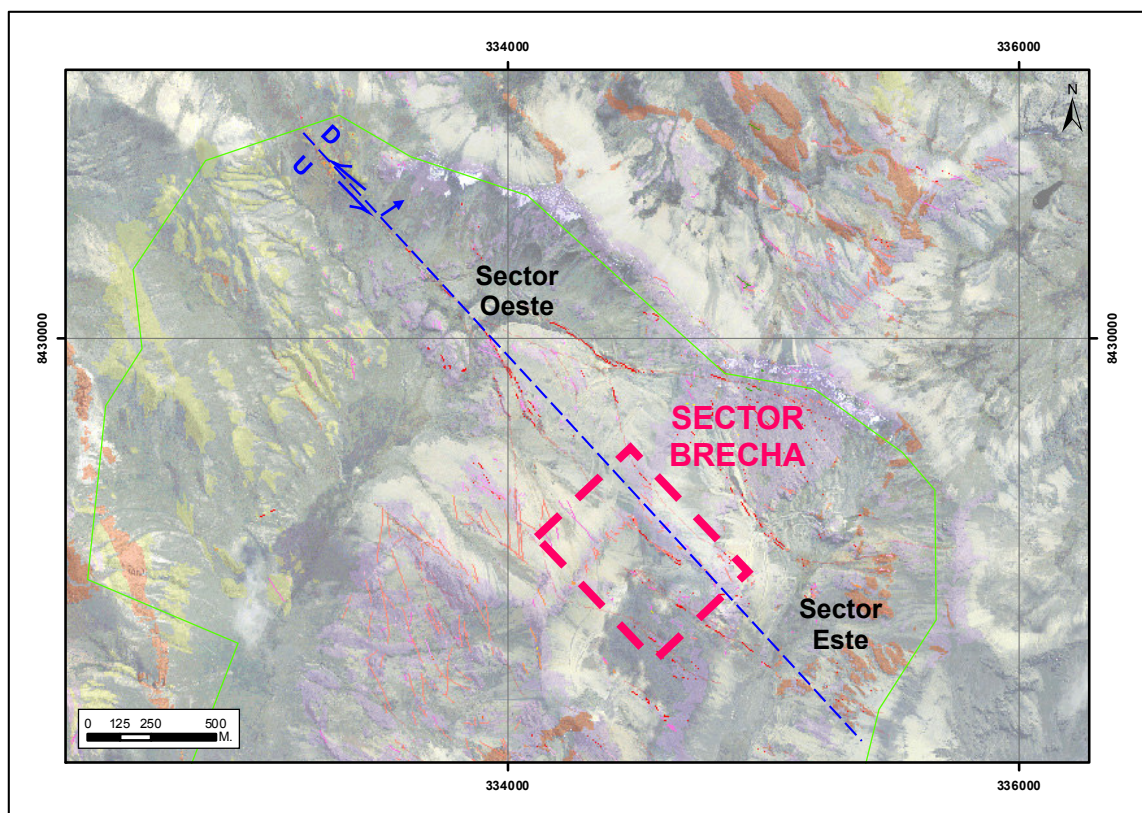 334000
336000
N
D
U
Sector
Oeste
8430000
8430000
SECTOR
BRECHA
Sector
Este
0 125 250 500
M.
334000
336000